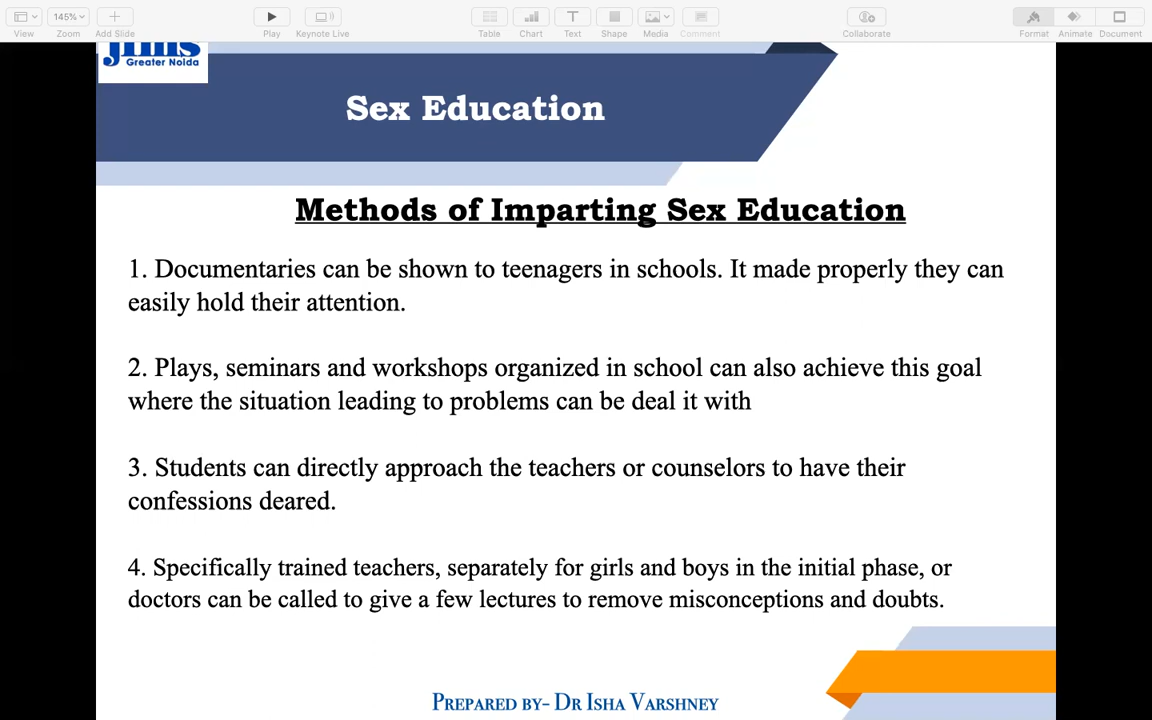 145%
View
Zoom
Add Slide
Play
Keynote Live
Table
Chart
Text
Shape
Media
Comment
Collaborate
Format
Animate
Document
jims
Greater Noida
Sex Education
Methods of Imparting Sex Education
1. Documentaries can be shown to teenagers in schools. It made properly they can
easily hold their attention.
2. Plays, seminars and workshops organized in school can also achieve this goal
where the situation leading to problems can be deal it with
3. Students can directly approach the teachers or counselors to have their
confessions deared.
4. Specifically trained teachers, separately for girls and boys in the initial phase, or
doctors can be called to give a few lectures to remove misconceptions and doubts.
Prepared by- Dr Isha Varshney